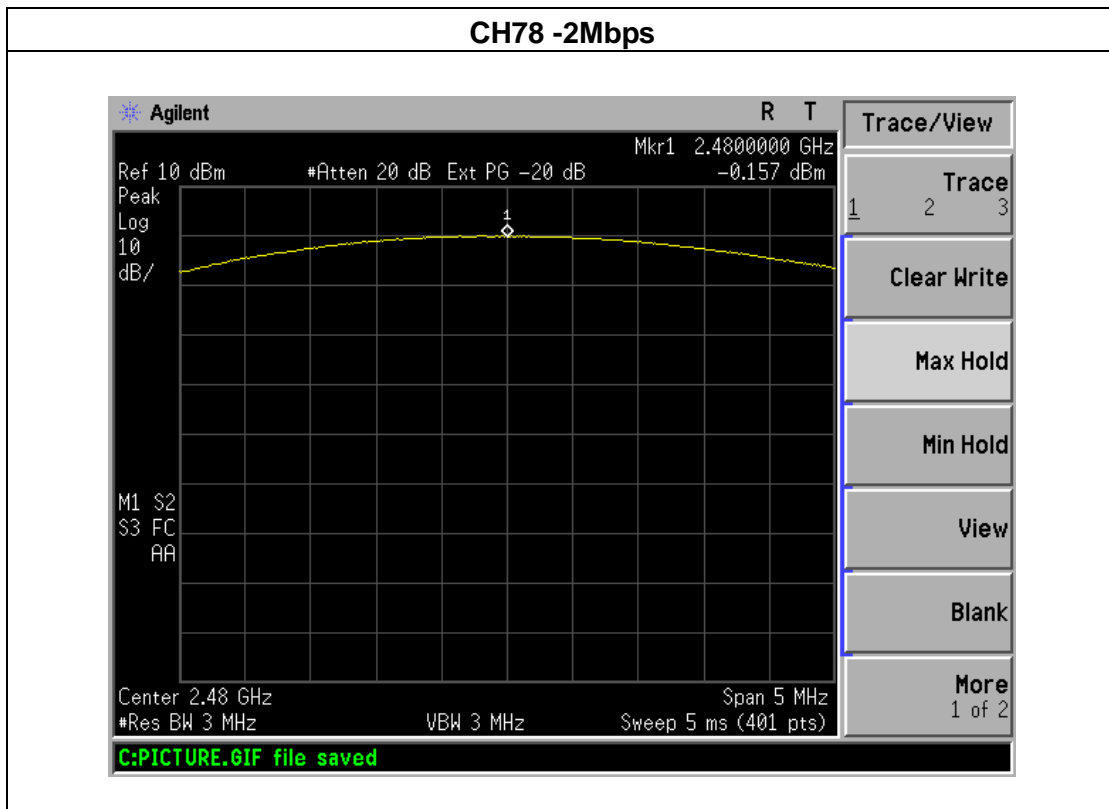 CH78 -2Mbps
Agilent R T
Mkr1 2.4800000 GHz
Ref 10 dBm #Atten 20 dB Ext PG -20 dB -0.157 dBm
Peak
Log
10
dB/
1
M1 S2
S3 FC
AA
Center 2.48 GHz Span 5 MHz
#Res BW 3 MHz VBW 3 MHz Sweep 5 ms (401 pts)
C:PICTURE.GIF file saved
Trace/View
Trace
1 2 3
Clear Write
Max Hold
Min Hold
View
Blank
More
1 of 2